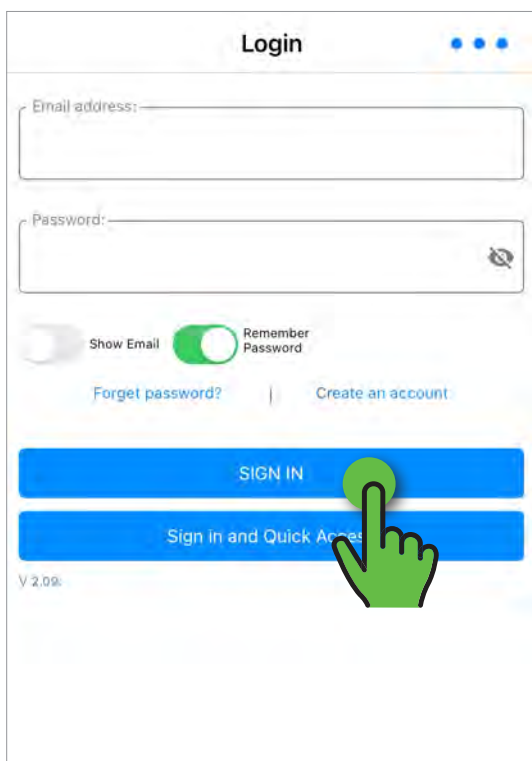 Login
Email address:
Password:
Show Email
Remember
Password
Forget password? | Create an account
SIGN IN
Sign in and Quick Access
V 2.09.